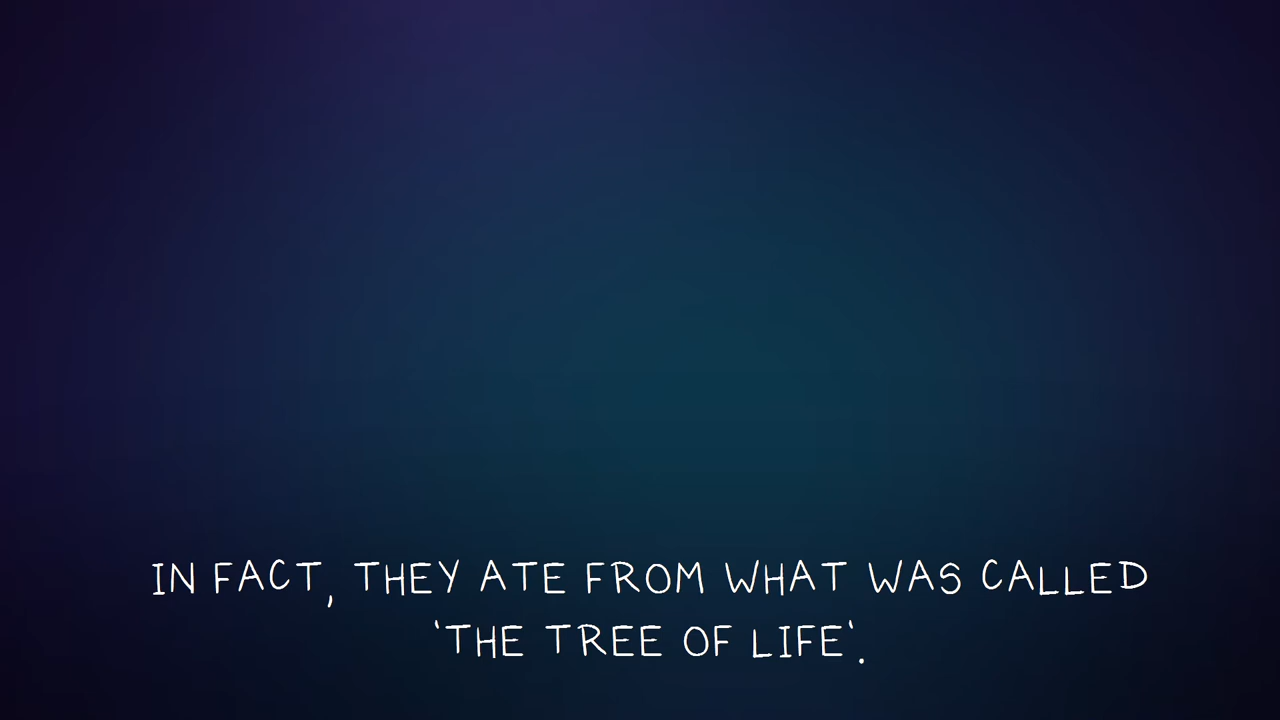 IN FACT, THEY ATE FROM WHAT WAS CALLED
'THE TREE OF LIFE'.